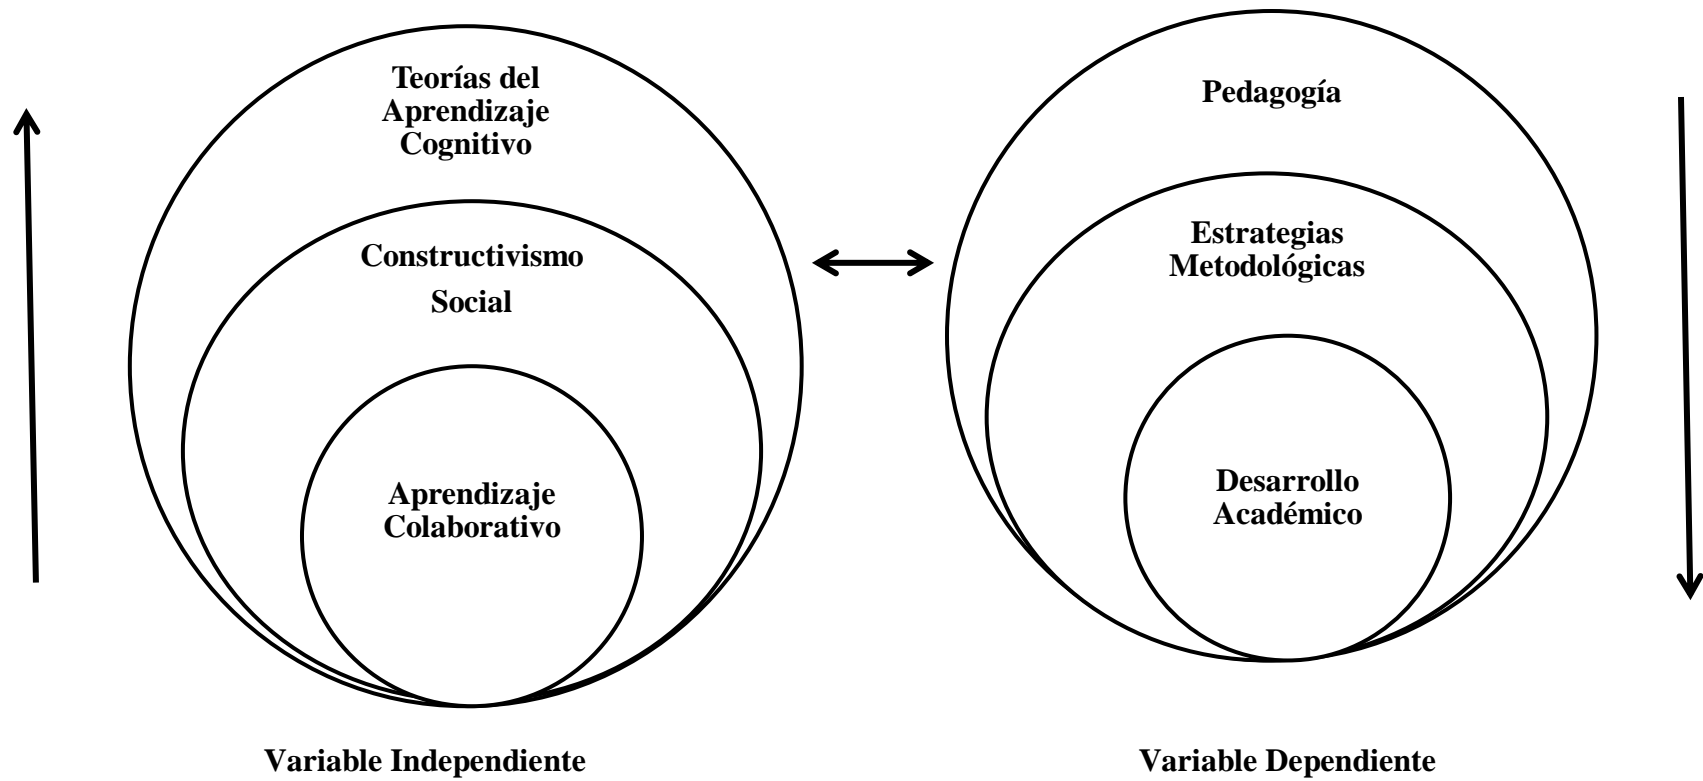 Teorías del
Aprendizaje
Cognitivo
Constructivismo
Social
Aprendizaje
Colaborativo
Variable Independiente
Pedagogía
Estrategias
Metodológicas
Desarrollo
Académico
Variable Dependiente